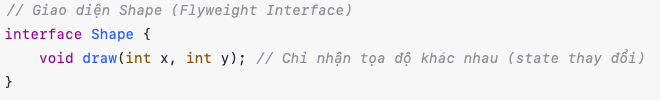 // Giao diện Shape (Flyweight Interface)
interface Shape {
    void draw(int x, int y); // Chỉ nhận tọa độ khác nhau (state thay đổi)
}